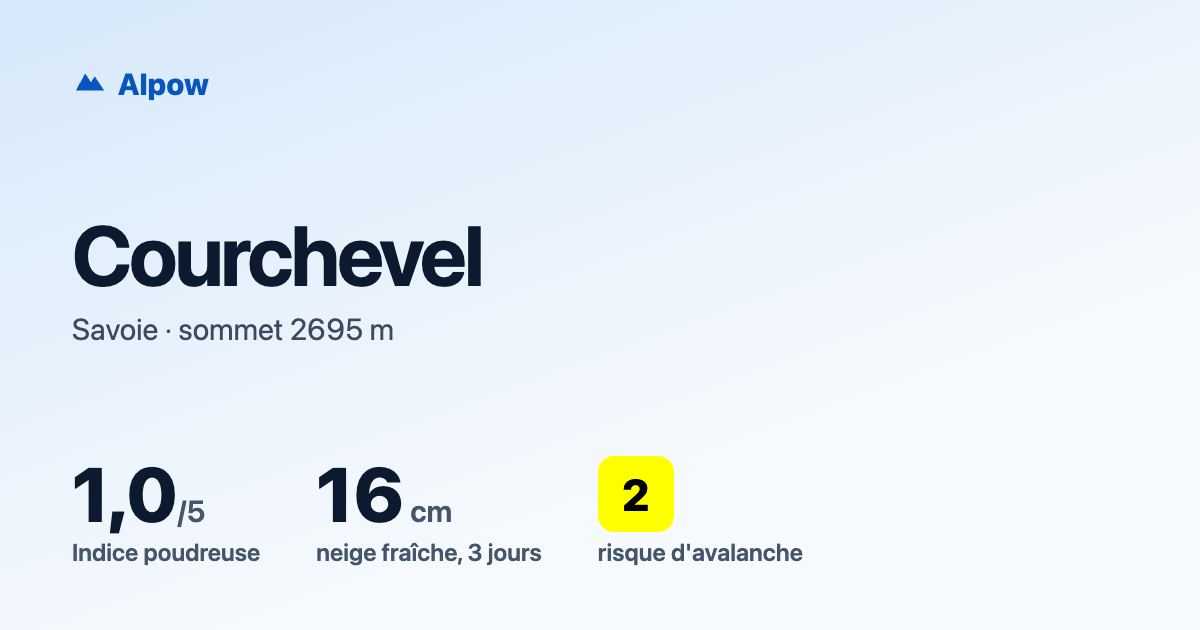 Alpow
Courchevel
Savoie · sommet 2695 m
1,0/5
Indice poudreuse
16 cm
neige fraîche, 3 jours
2
risque d'avalanche